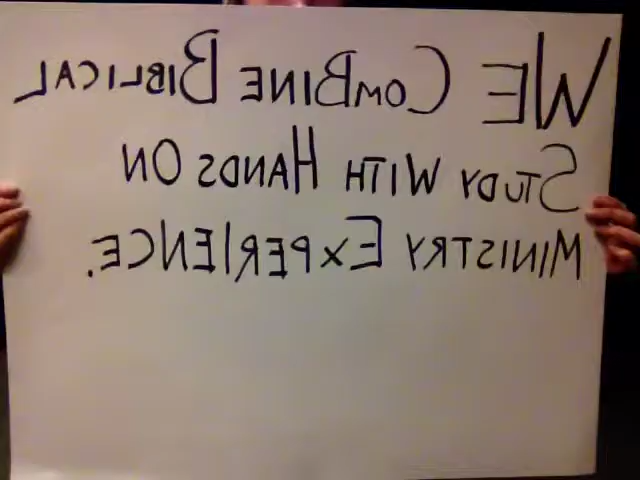 WE COMBINE BIBLICAL
STUDY WITH HANDS ON
MINISTRY EXPERIENCE.